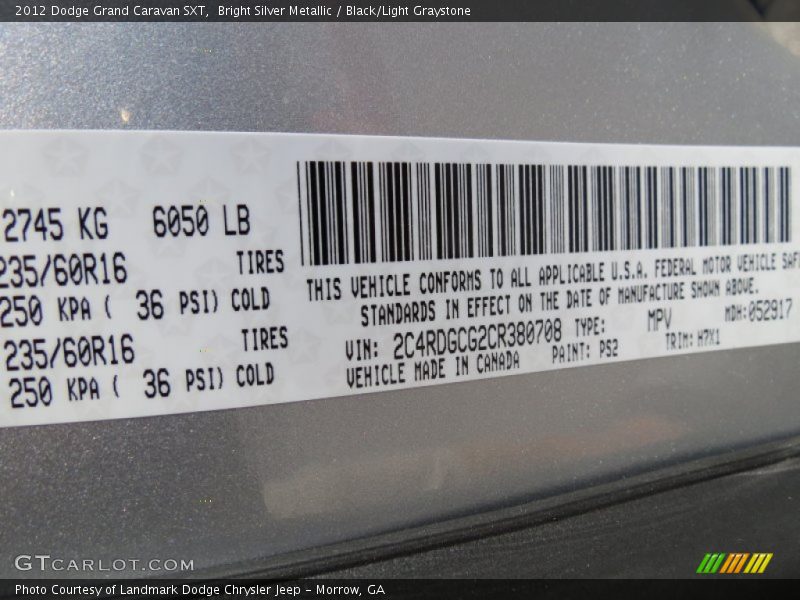 2012 Dodge Grand Caravan SXT,  Bright Silver Metallic / Black/Light Graystone
2745 KG    6050 LB
235/60R16    TIRES
250 KPA ( 36 PSI) COLD
235/60R16    TIRES
250 KPA ( 36 PSI) COLD
THIS VEHICLE CONFORMS TO ALL APPLICABLE U.S.A. FEDERAL MOTOR VEHICLE SAF
STANDARDS IN EFFECT ON THE DATE OF MANUFACTURE SHOWN ABOVE.
VIN: 2C4RDGCG2CR380708 TYPE: MPV MDH:052917
VEHICLE MADE IN CANADA PAINT: PS2 TRIM:H7X1
GTCARLOT.COM
Photo Courtesy of Landmark Dodge Chrysler Jeep - Morrow, GA